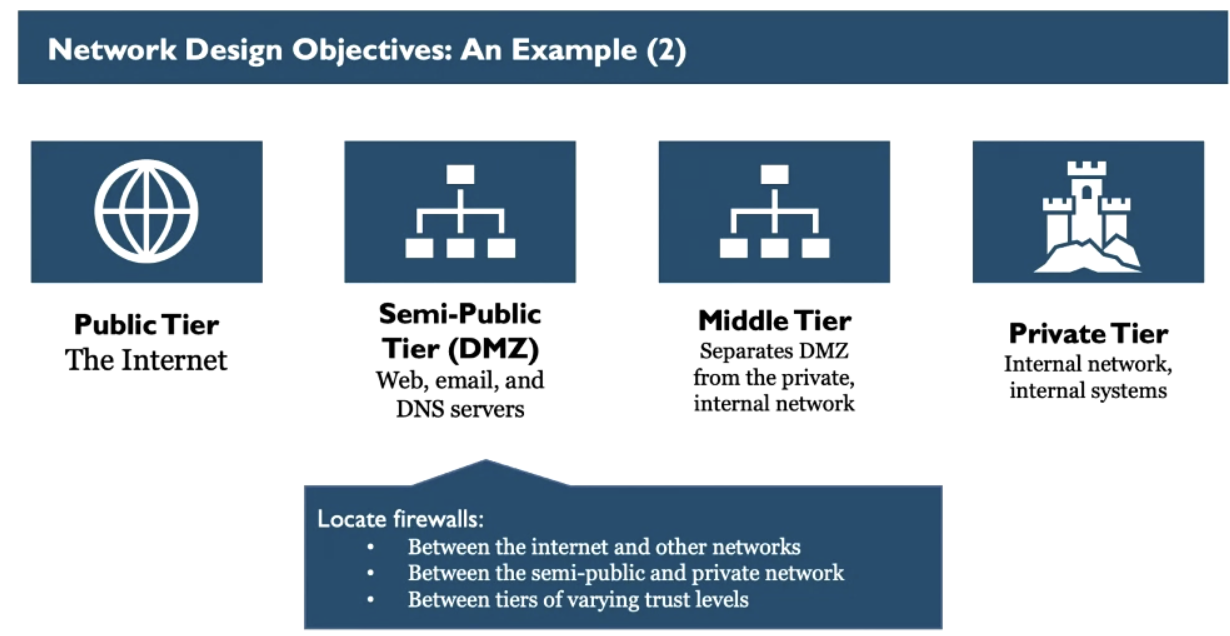 Network Design Objectives: An Example (2)
Public Tier
The Internet
Semi-Public
Tier (DMZ)
Web, email, and
DNS servers
Middle Tier
Separates DMZ
from the private,
internal network
Private Tier
Internal network,
internal systems
Locate firewalls:
• Between the internet and other networks
• Between the semi-public and private network
• Between tiers of varying trust levels